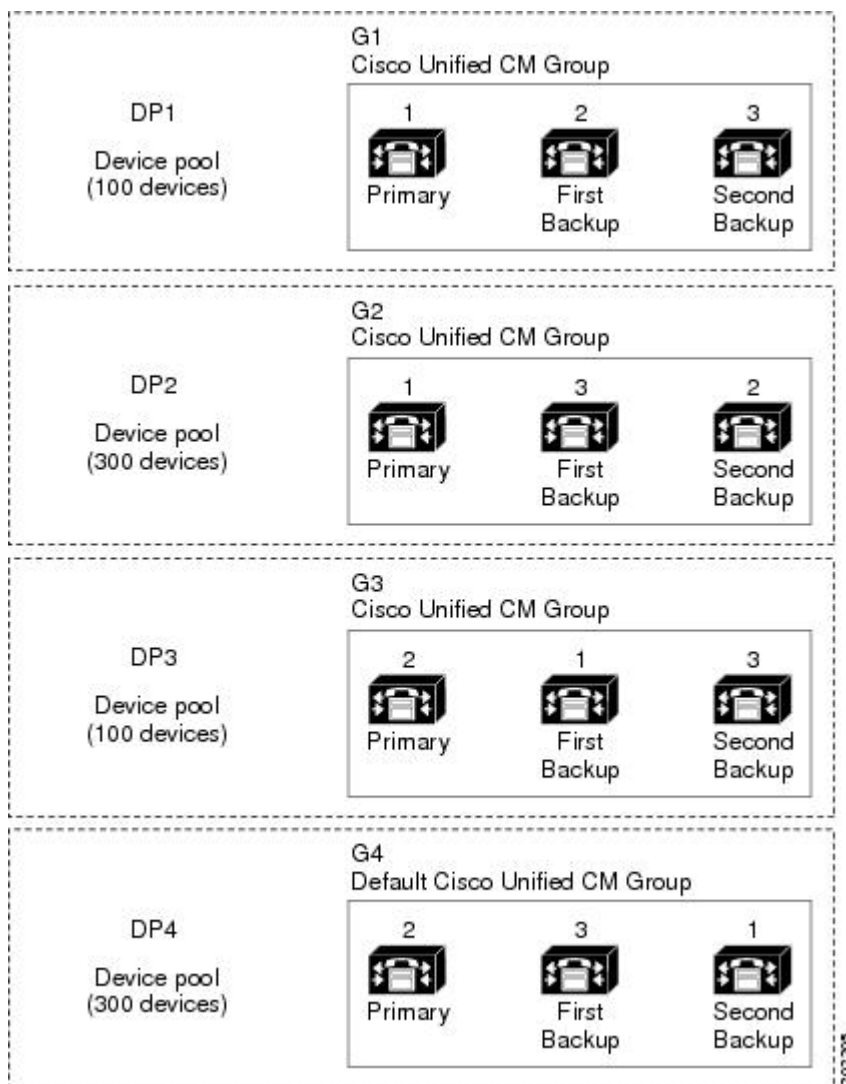 G1
Cisco Unified CM Group
DP1
Device pool
(100 devices)
1 2 3
Primary First Backup Second Backup
G2
Cisco Unified CM Group
DP2
Device pool
(300 devices)
1 3 2
Primary First Backup Second Backup
G3
Cisco Unified CM Group
DP3
Device pool
(100 devices)
2 1 3
Primary First Backup Second Backup
G4
Default Cisco Unified CM Group
DP4
Device pool
(300 devices)
2 3 1
Primary First Backup Second Backup